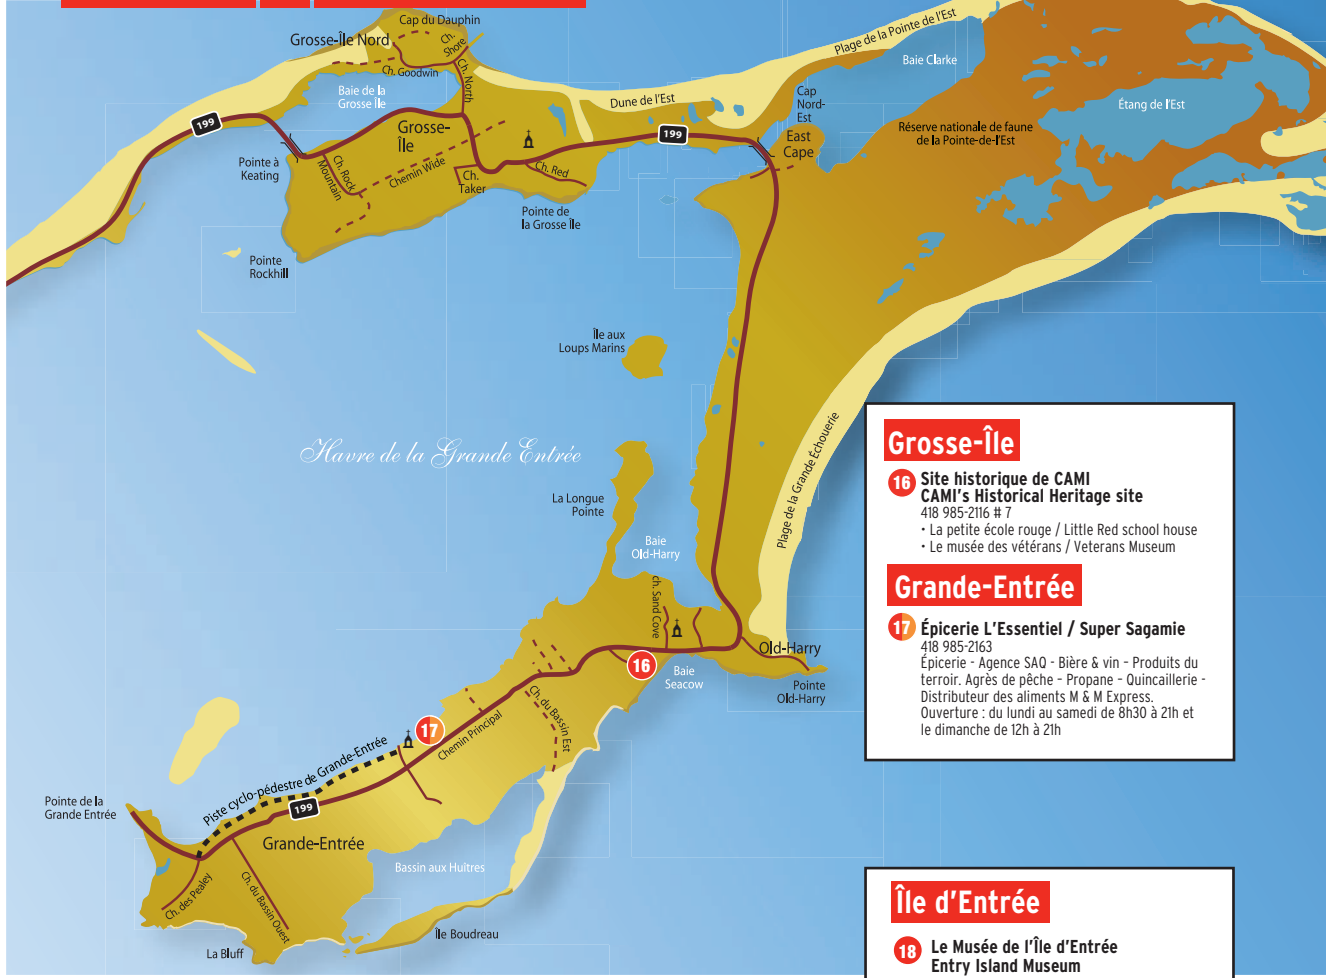 Cap du Dauphin
Grosse-Île Nord
Ch.
Shore
Ch. Goodwin
Ch. North
Baie de la
Grosse Île
199
Grosse-
Île
Pointe à
Keating
Ch. Rock
Mountain
Chemin Wide
Ch.
Taker
Ch. Red
Pointe de
la Grosse Île
Pointe
Rockhill
Dune de l'Est
199
Plage de la Pointe de l'Est
Baie Clarke
Cap
Nord-
Est
East
Cape
Étang de l'Est
Réserve nationale de faune
de la Pointe-de-l'Est
Île aux
Loups Marins
Havre de la Grande Entrée
La Longue
Pointe
Baie
Old-Harry
Plage de la Grande Échouerie
ch. Sand Cove
Old-Harry
Pointe
Old-Harry
16
Baie
Seacow
17
Chemin Principal
Ch. du Bassin Est
Piste cyclo-pédestre de Grande-Entrée
199
Pointe de la
Grande Entrée
Grande-Entrée
Bassin aux Huîtres
Ch. des Pealey
Ch. du Bassin Ouest
La Bluff
Île Boudreau
Grosse-Île
16 Site historique de CAMI
CAMI's Historical Heritage site
418 985-2116 # 7
• La petite école rouge / Little Red school house
• Le musée des vétérans / Veterans Museum
Grande-Entrée
17 Épicerie L'Essentiel / Super Sagamie
418 985-2163
Épicerie - Agence SAQ - Bière & vin - Produits du
terroir. Agrès de pêche - Propane - Quincaillerie -
Distributeur des aliments M & M Express.
Ouverture : du lundi au samedi de 8h30 à 21h et
le dimanche de 12h à 21h
Île d'Entrée
18 Le Musée de l'Île d'Entrée
Entry Island Museum